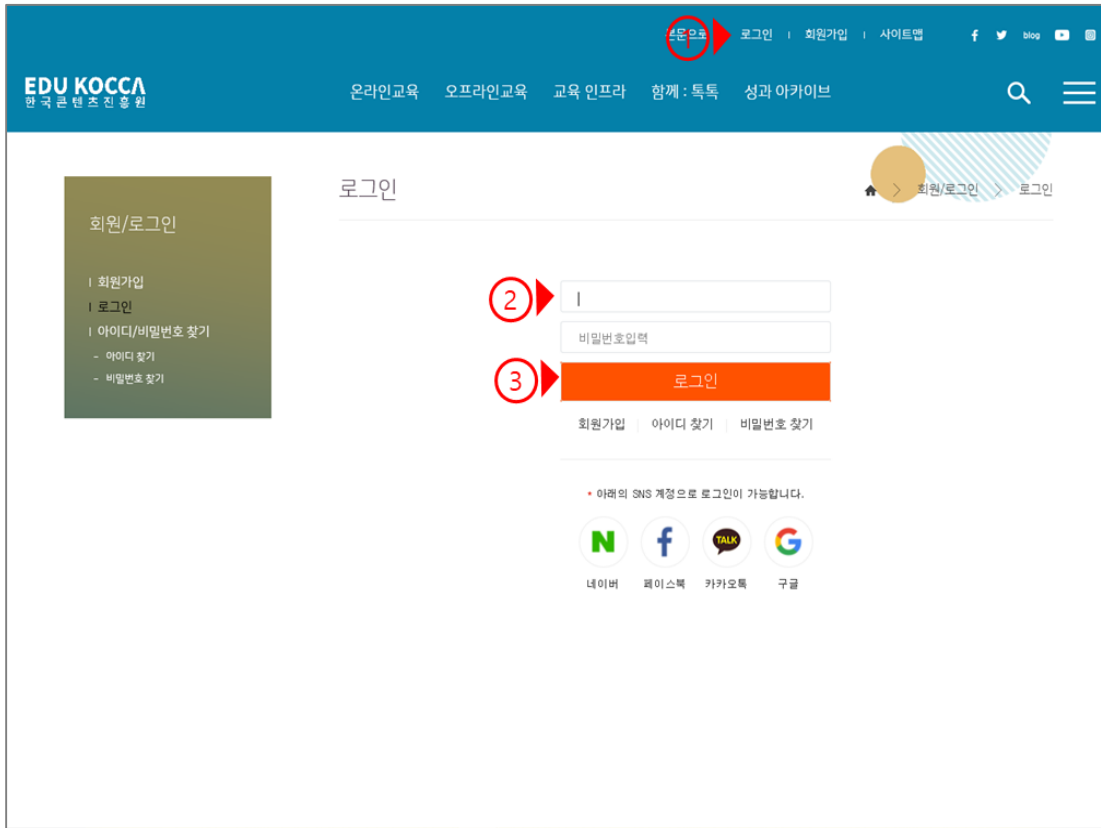 본문으로 ① 로그인 | 회원가입 | 사이트맵 blog
EDU KOCCA
한국콘텐츠진흥원
온라인교육 오프라인교육 교육 인프라 함께 : 톡톡 성과 아카이브
로그인
회원/로그인 > 로그인
회원/로그인
| 회원가입
| 로그인
| 아이디/비밀번호 찾기
- 아이디 찾기
- 비밀번호 찾기
②
비밀번호입력
③ 로그인
회원가입 아이디 찾기 비밀번호 찾기
• 아래의 SNS 계정으로 로그인이 가능합니다.
N f TALK G
네이버 페이스북 카카오톡 구글